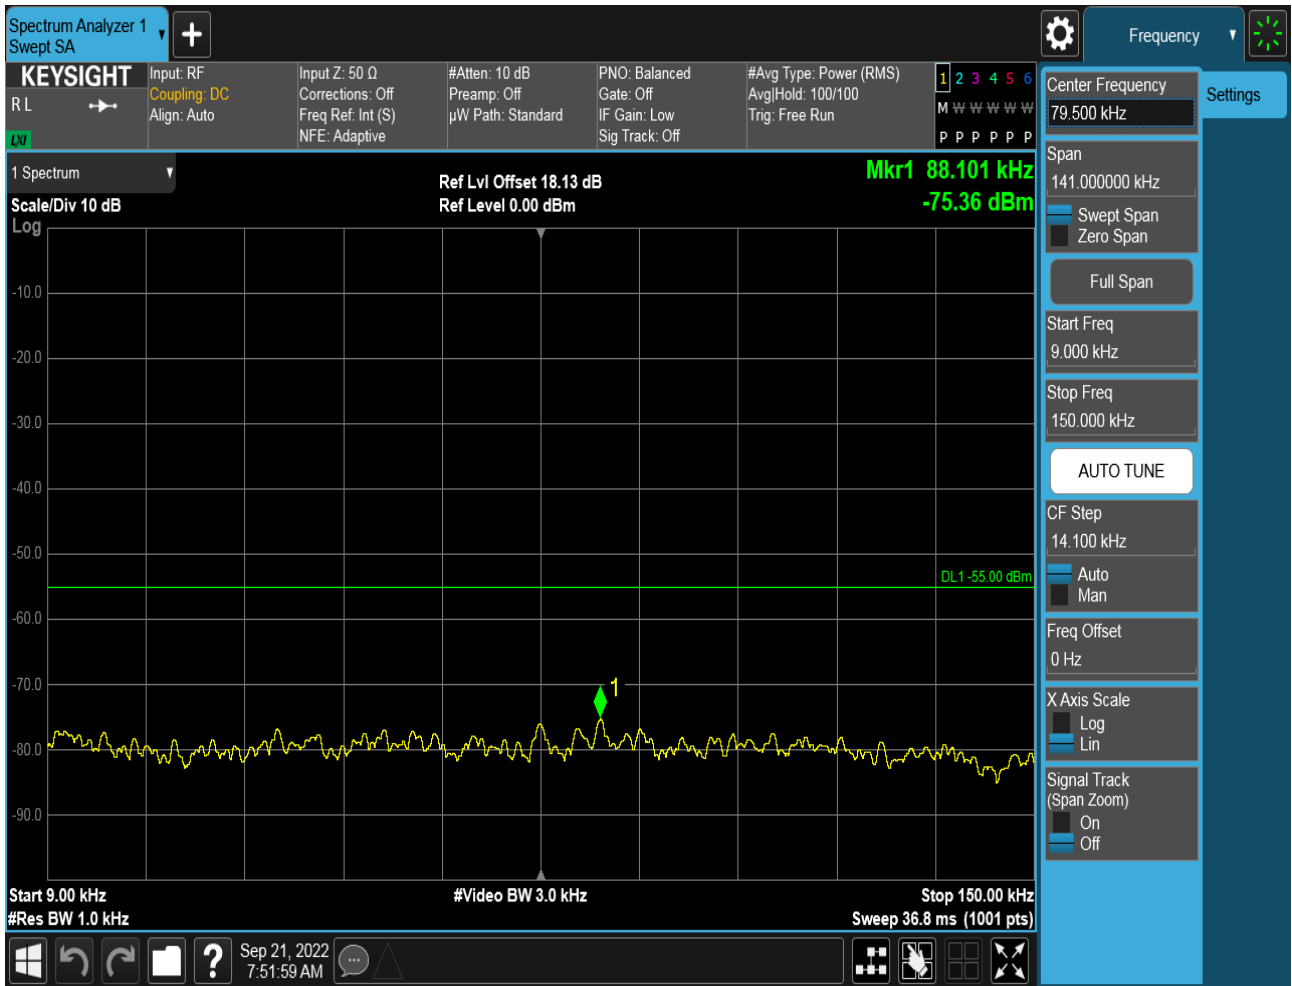 Spectrum Analyzer 1
Swept SA
Frequency
KEYSIGHT
R L
LXI
Input: RF
Coupling: DC
Align: Auto
Input Z: 50 Ω
Corrections: Off
Freq Ref: Int (S)
NFE: Adaptive
#Atten: 10 dB
Preamp: Off
µW Path: Standard
PNO: Balanced
Gate: Off
IF Gain: Low
Sig Track: Off
#Avg Type: Power (RMS)
Avg|Hold: 100/100
Trig: Free Run
1 2 3 4 5 6
M W W W W W
P P P P P P
1 Spectrum
Scale/Div 10 dB
Log
Ref Lvl Offset 18.13 dB
Ref Level 0.00 dBm
Mkr1 88.101 kHz
-75.36 dBm
-10.0
-20.0
-30.0
-40.0
-50.0
DL1 -55.00 dBm
-60.0
-70.0
1
-80.0
-90.0
Start 9.00 kHz
#Res BW 1.0 kHz
#Video BW 3.0 kHz
Stop 150.00 kHz
Sweep 36.8 ms (1001 pts)
Center Frequency
79.500 kHz
Settings
Span
141.000000 kHz
Swept Span
Zero Span
Full Span
Start Freq
9.000 kHz
Stop Freq
150.000 kHz
AUTO TUNE
CF Step
14.100 kHz
Auto
Man
Freq Offset
0 Hz
X Axis Scale
Log
Lin
Signal Track
(Span Zoom)
On
Off
?
Sep 21, 2022
7:51:59 AM